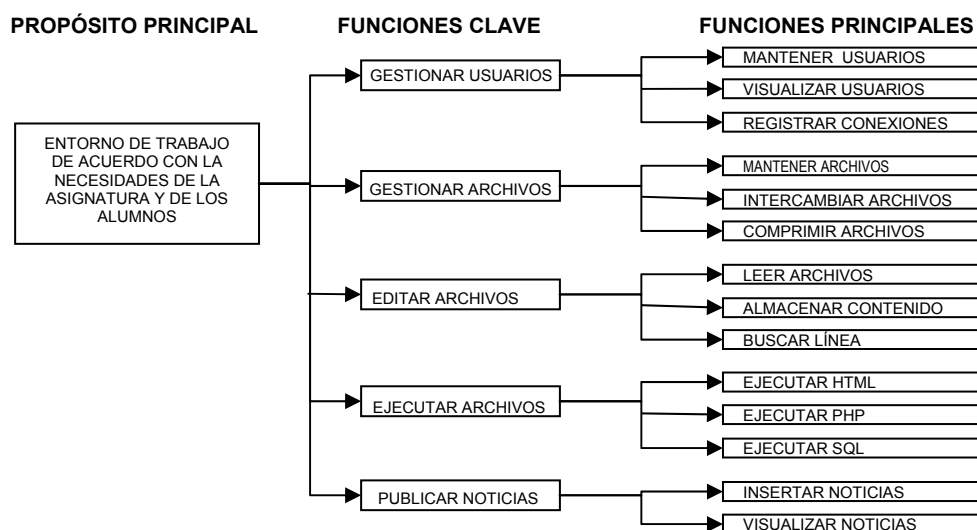 PROPÓSITO PRINCIPAL
FUNCIONES CLAVE
FUNCIONES PRINCIPALES
ENTORNO DE TRABAJO
DE ACUERDO CON LA
NECESIDADES DE LA
ASIGNATURA Y DE LOS
ALUMNOS
GESTIONAR USUARIOS
MANTENER USUARIOS
VISUALIZAR USUARIOS
REGISTRAR CONEXIONES
GESTIONAR ARCHIVOS
MANTENER ARCHIVOS
INTERCAMBIAR ARCHIVOS
COMPRIMIR ARCHIVOS
EDITAR ARCHIVOS
LEER ARCHIVOS
ALMACENAR CONTENIDO
BUSCAR LÍNEA
EJECUTAR ARCHIVOS
EJECUTAR HTML
EJECUTAR PHP
EJECUTAR SQL
PUBLICAR NOTICIAS
INSERTAR NOTICIAS
VISUALIZAR NOTICIAS